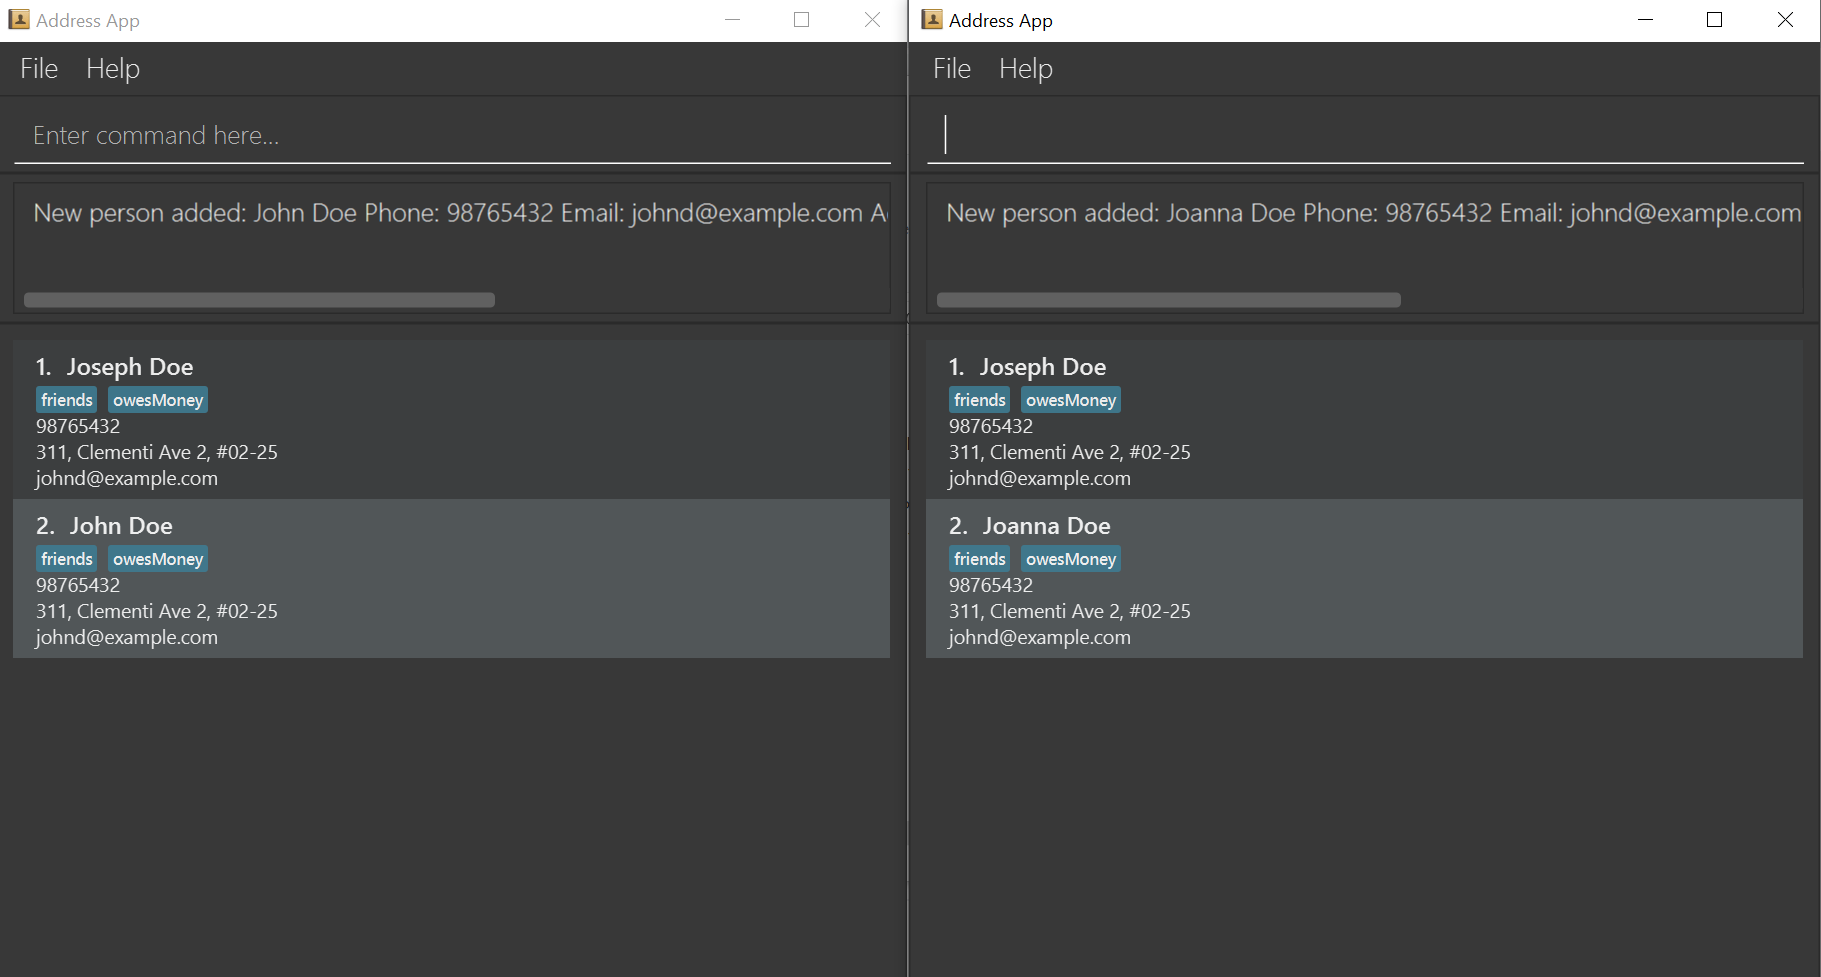 Address App
File Help
Enter command here...
New person added: John Doe Phone: 98765432 Email: johnd@example.com A
1. Joseph Doe
friends owesMoney
98765432
311, Clementi Ave 2, #02-25
johnd@example.com
2. John Doe
friends owesMoney
98765432
311, Clementi Ave 2, #02-25
johnd@example.com
Address App
File Help
New person added: Joanna Doe Phone: 98765432 Email: johnd@example.com
1. Joseph Doe
friends owesMoney
98765432
311, Clementi Ave 2, #02-25
johnd@example.com
2. Joanna Doe
friends owesMoney
98765432
311, Clementi Ave 2, #02-25
johnd@example.com